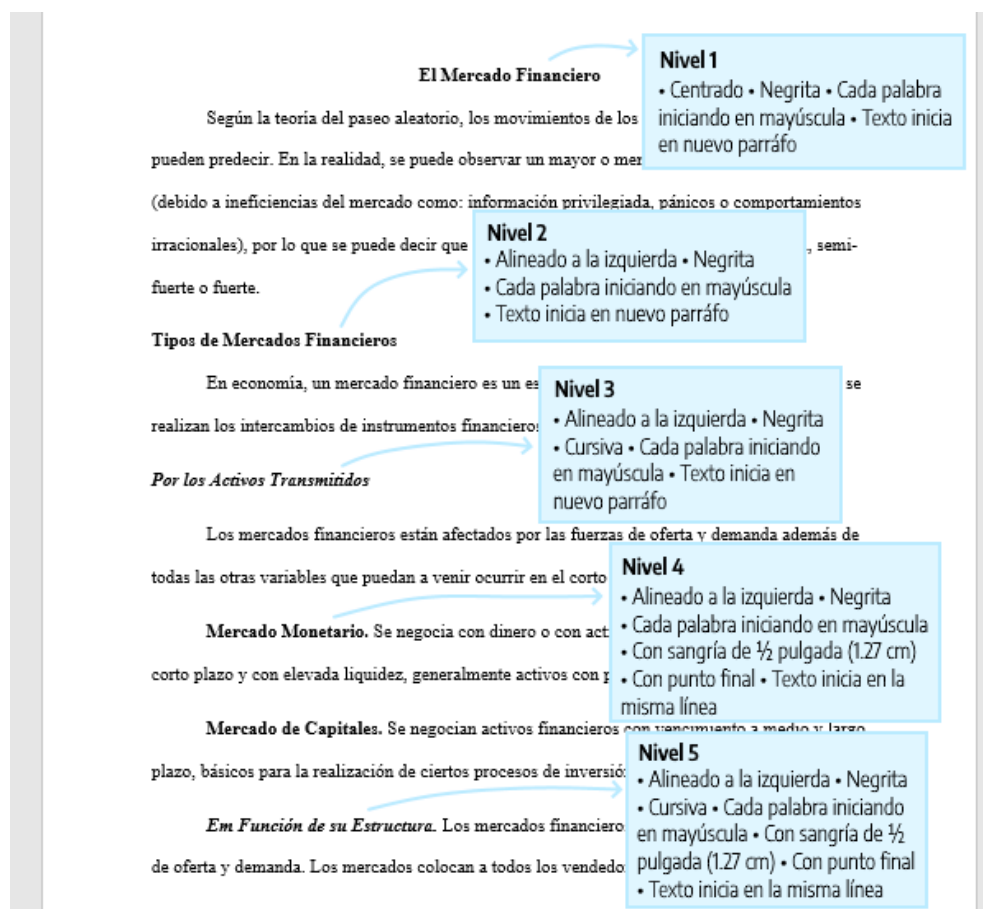 El Mercado Financiero
Según la teoría del paseo aleatorio, los movimientos de los
pueden predecir. En la realidad, se puede observar un mayor o
(debido a ineficiencias del mercado como: información privilegiada, pánicos o comportamientos
irracionales), por lo que se puede decir que , semi-
fuerte o fuerte.
Nivel 1
• Centrado • Negrita • Cada palabra
iniciando en mayúscula • Texto inicia
en nuevo parráfo
Nivel 2
• Alineado a la izquierda • Negrita
• Cada palabra iniciando en mayúscula
• Texto inicia en nuevo parráfo
Tipos de Mercados Financieros
En economía, un mercado financiero es un se
realizan los intercambios de instrumentos financieros
Nivel 3
• Alineado a la izquierda • Negrita
• Cursiva • Cada palabra iniciando
en mayúscula • Texto inicia en
nuevo parráfo
Por los Activos Transmitidos
Los mercados financieros están afectados por las fuerzas de oferta y demanda además de
todas las otras variables que puedan a venir ocurrir en el corto
Nivel 4
• Alineado a la izquierda • Negrita
• Cada palabra iniciando en mayúscula
• Con sangría de ½ pulgada (1.27 cm)
• Con punto final • Texto inicia en la
misma línea
Mercado Monetario. Se negocia con dinero o con
corto plazo y con elevada liquidez, generalmente activos con
Mercado de Capitales. Se negocian activos financieros con vencimiento a medio y largo
plazo, básicos para la realización de ciertos procesos de
Nivel 5
• Alineado a la izquierda • Negrita
• Cursiva • Cada palabra iniciando
en mayúscula • Con sangría de ½
pulgada (1.27 cm) • Con punto final
• Texto inicia en la misma línea
Em Función de su Estructura. Los mercados
de oferta y demanda. Los mercados colocan a todos los